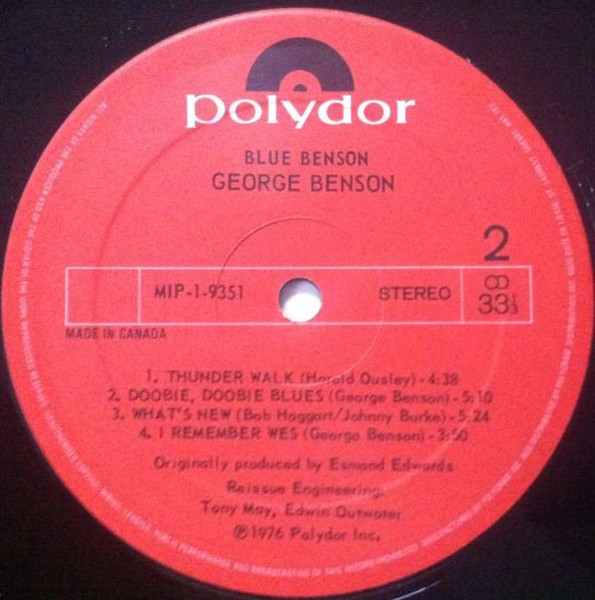 polydor
BLUE BENSON
GEORGE BENSON
2
MIP-1-9351 STEREO 33⅓
MADE IN CANADA
1. THUNDER WALK (Harold Ousley) - 4:38
2. DOOBIE, DOOBIE BLUES (George Benson) - 5:10
3. WHAT'S NEW (Bob Haggart/Johnny Burke) - 5:24
4. I REMEMBER WES (George Benson) - 3:50
Originally produced by Esmond Edwards
Reissue Engineering:
Tony May, Edwin Outwater
℗1976 Polydor Inc.